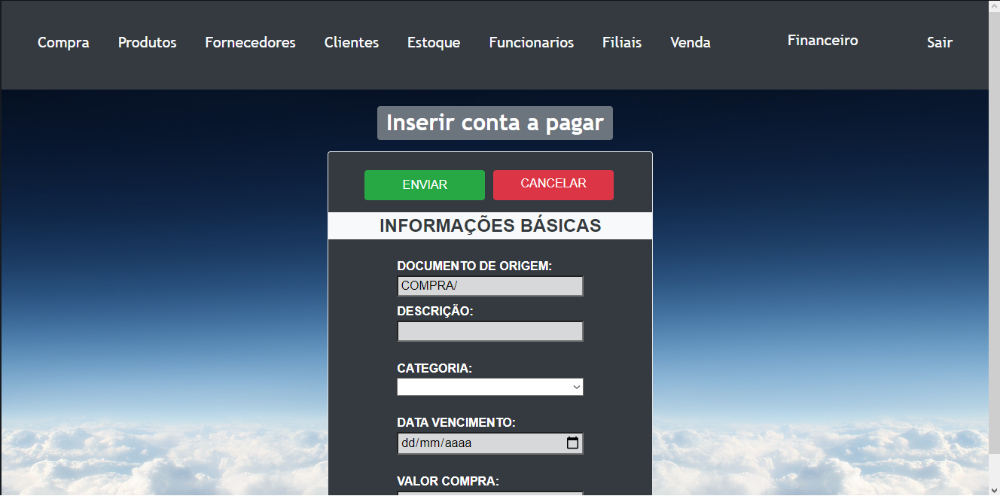 Compra Produtos Fornecedores Clientes Estoque Funcionarios Filiais Venda Financeiro Sair
Inserir conta a pagar
ENVIAR CANCELAR
INFORMAÇÕES BÁSICAS
DOCUMENTO DE ORIGEM:
COMPRA/
DESCRIÇÃO:
CATEGORIA:
DATA VENCIMENTO:
dd/mm/aaaa
VALOR COMPRA: